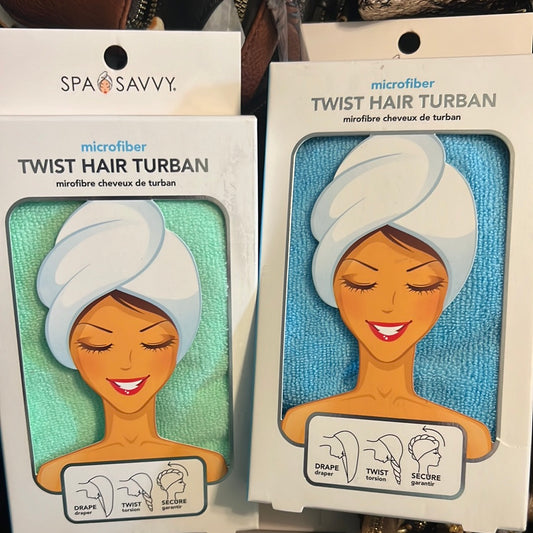 SPA SAVVY®
microfiber
TWIST HAIR TURBAN
mirofibre cheveux de turban
DRAPE
draper
TWIST
torsion
SECURE
garantir
microfiber
TWIST HAIR TURBAN
mirofibre cheveux de turban
DRAPE
draper
TWIST
torsion
SECURE
garantir